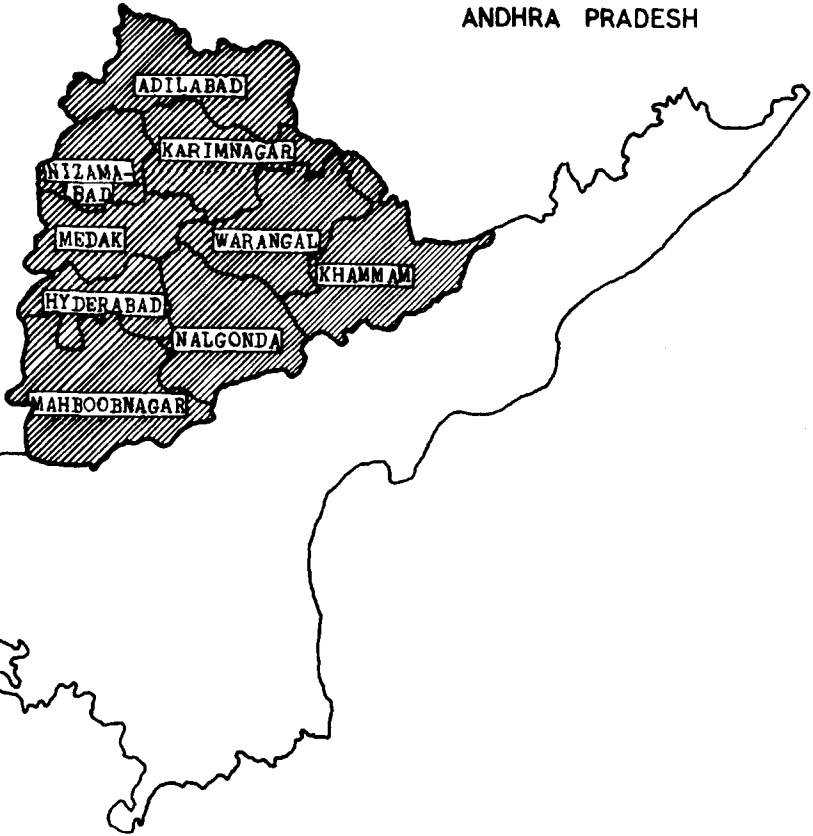 ANDHRA PRADESH
ADILABAD
KARIMNAGAR
NIZAMA-
BAD
MEDAK
WARANGAL
KHAMMAM
HYDERABAD
NALGONDA
MAHBOOBNAGAR